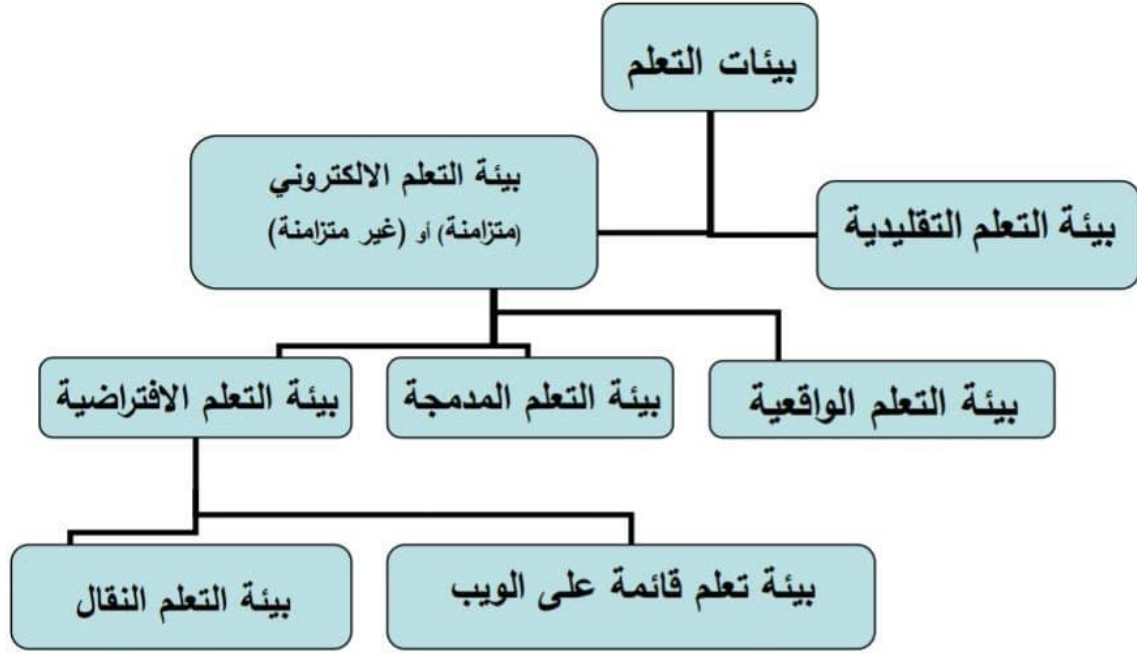 بيئات التعلم
بيئة التعلم الالكتروني
(متزامنة) أو (غير متزامنة)
بيئة التعلم التقليدية
بيئة التعلم الواقعية
بيئة التعلم المدمجة
بيئة التعلم الافتراضية
بيئة تعلم قائمة على الويب
بيئة التعلم النقال